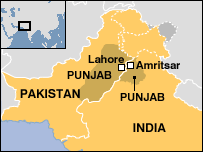 Lahore
Amritsar
PUNJAB
PAKISTAN
PUNJAB
INDIA